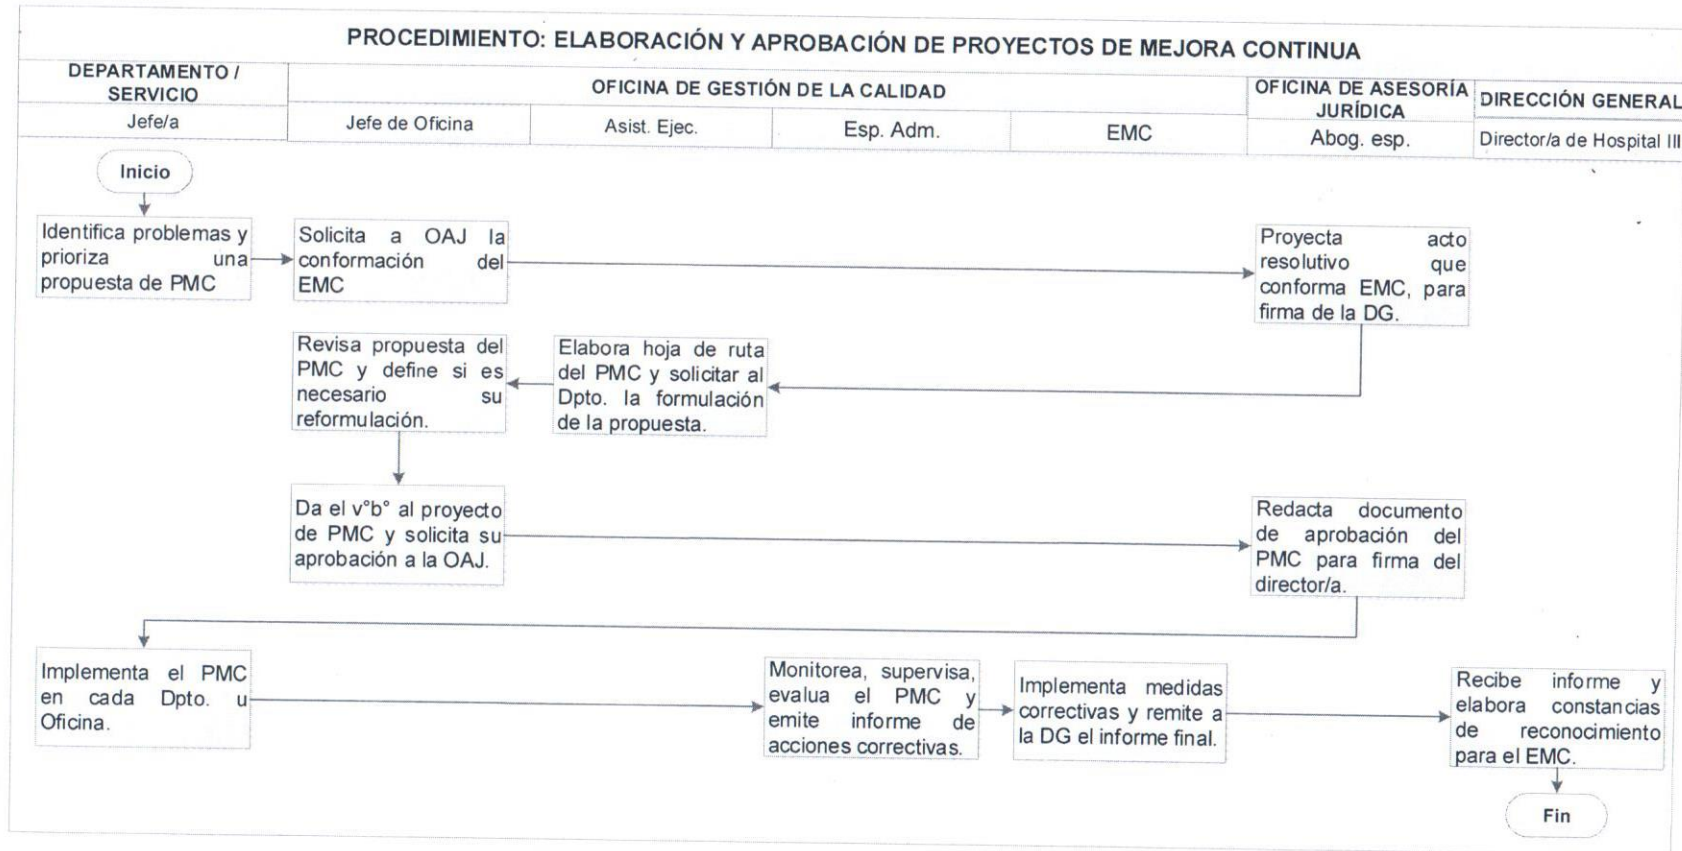 PROCEDIMIENTO: ELABORACIÓN Y APROBACIÓN DE PROYECTOS DE MEJORA CONTINUA
DEPARTAMENTO /
SERVICIO
OFICINA DE GESTIÓN DE LA CALIDAD
OFICINA DE ASESORÍA
JURÍDICA
DIRECCIÓN GENERAL
Jefe/a
Jefe de Oficina
Asist. Ejec.
Esp. Adm.
EMC
Abog. esp.
Director/a de Hospital III
Inicio
Identifica problemas y
prioriza una
propuesta de PMC
Solicita a OAJ la
conformación del
EMC
Proyecta acto
resolutivo que
conforma EMC, para
firma de la DG.
Revisa propuesta del
PMC y define si es
necesario su
reformulación.
Elabora hoja de ruta
del PMC y solicitar al
Dpto. la formulación
de la propuesta.
Da el v°b° al proyecto
de PMC y solicita su
aprobación a la OAJ.
Redacta documento
de aprobación del
PMC para firma del
director/a.
Implementa el PMC
en cada Dpto. u
Oficina.
Monitorea, supervisa,
evalua el PMC y
emite informe de
acciones correctivas.
Implementa medidas
correctivas y remite a
la DG el informe final.
Recibe informe y
elabora constancias
de reconocimiento
para el EMC.
Fin